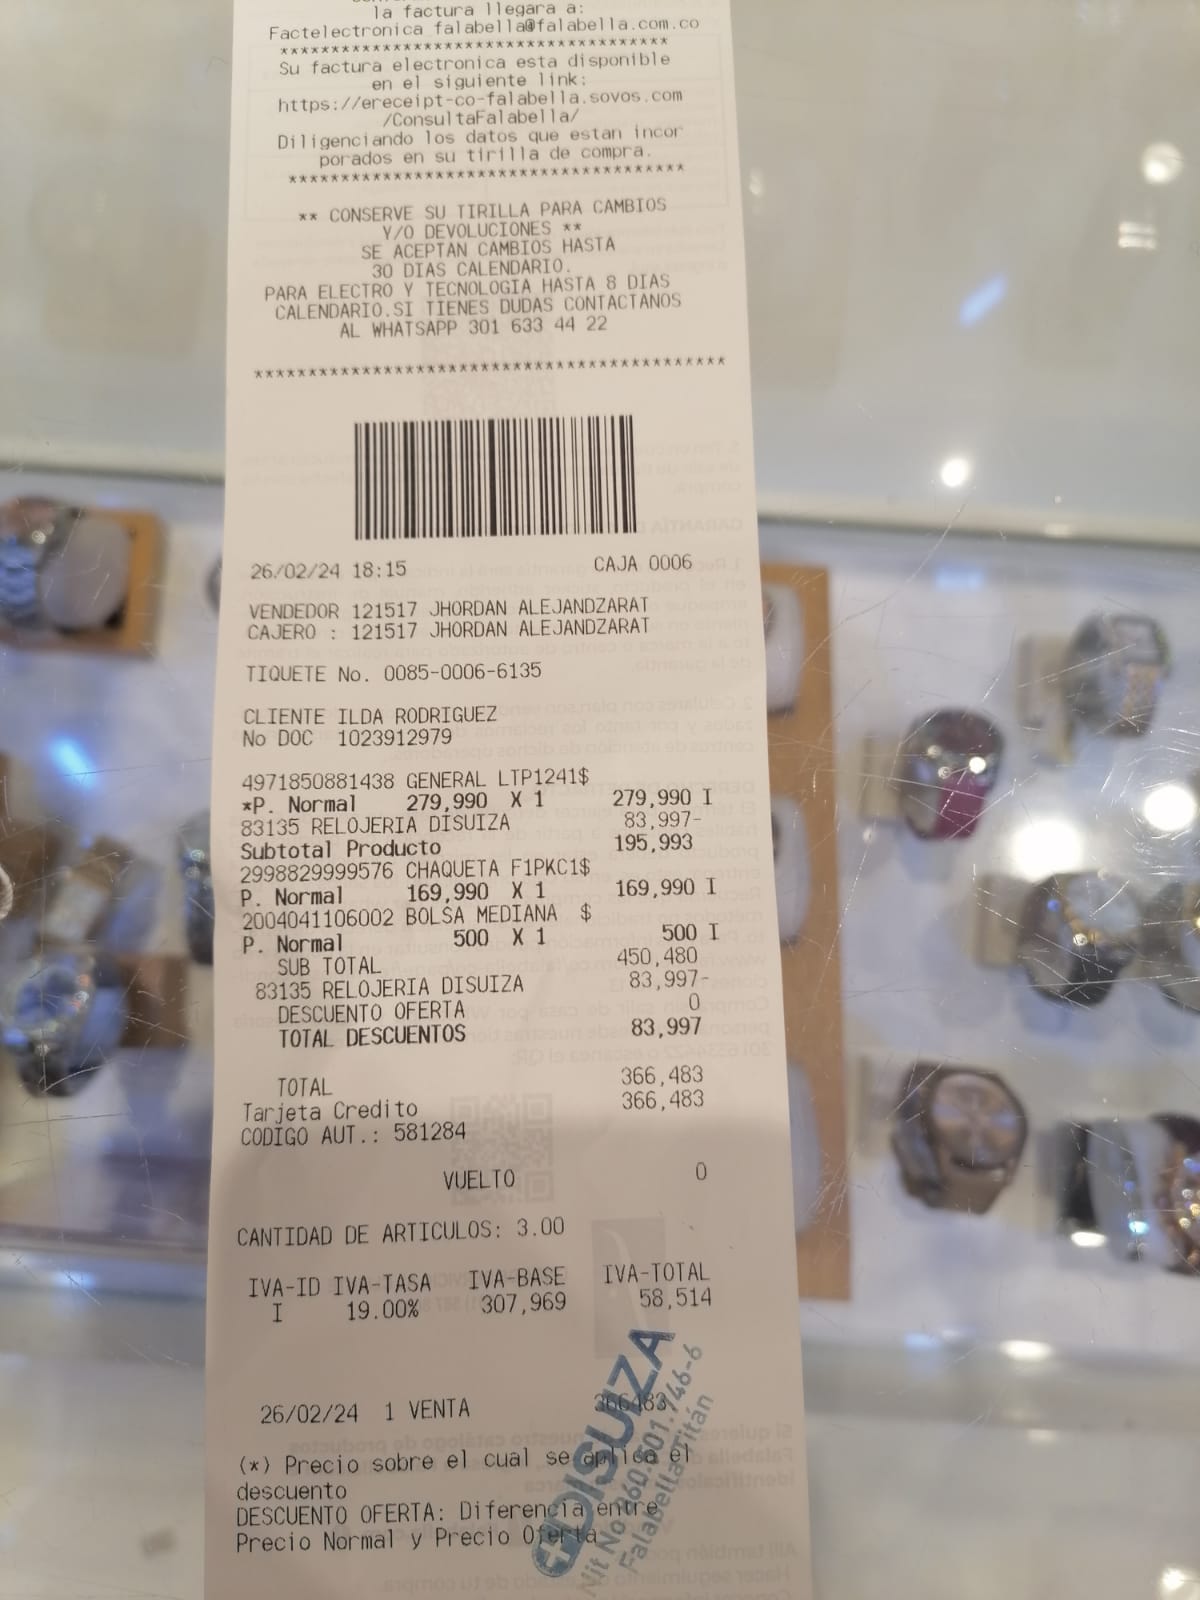 la factura llegara a:
Factelectronica_falabella@falabella.com.co
*************************************
Su factura electronica esta disponible
en el siguiente link:
https://ereceipt-co-falabella.sovos.com
/ConsultaFalabella/
Diligenciando los datos que estan incor
porados en su tirilla de compra.
**************************************
** CONSERVE SU TIRILLA PARA CAMBIOS
Y/O DEVOLUCIONES **
SE ACEPTAN CAMBIOS HASTA
30 DIAS CALENDARIO.
PARA ELECTRO Y TECNOLOGIA HASTA 8 DIAS
CALENDARIO.SI TIENES DUDAS CONTACTANOS
AL WHATSAPP 301 633 44 22
********************************************
26/02/24 18:15 CAJA 0006
VENDEDOR 121517 JHORDAN ALEJANDZARAT
CAJERO : 121517 JHORDAN ALEJANDZARAT
TIQUETE No. 0085-0006-6135
CLIENTE ILDA RODRIGUEZ
No DOC 1023912979
4971850881438 GENERAL LTP1241$
*P. Normal 279,990 X 1 279,990 I
83135 RELOJERIA DISUIZA 83,997-
Subtotal Producto 195,993
2998829999576 CHAQUETA F1PKC1$
P. Normal 169,990 X 1 169,990 I
2004041106002 BOLSA MEDIANA $
P. Normal 500 X 1 500 I
SUB TOTAL 450,480
83135 RELOJERIA DISUIZA 83,997-
DESCUENTO OFERTA 0
TOTAL DESCUENTOS 83,997
TOTAL 366,483
Tarjeta Credito 366,483
CODIGO AUT.: 581284
VUELTO 0
CANTIDAD DE ARTICULOS: 3.00
IVA-ID IVA-TASA IVA-BASE IVA-TOTAL
I 19.00% 307,969 58,514
26/02/24 1 VENTA 366483
(*) Precio sobre el cual se aplica el
descuento
DESCUENTO OFERTA: Diferencia entre
Precio Normal y Precio Oferta
DISUIZA
Nit No 860.501.746-6
Falabella Titán